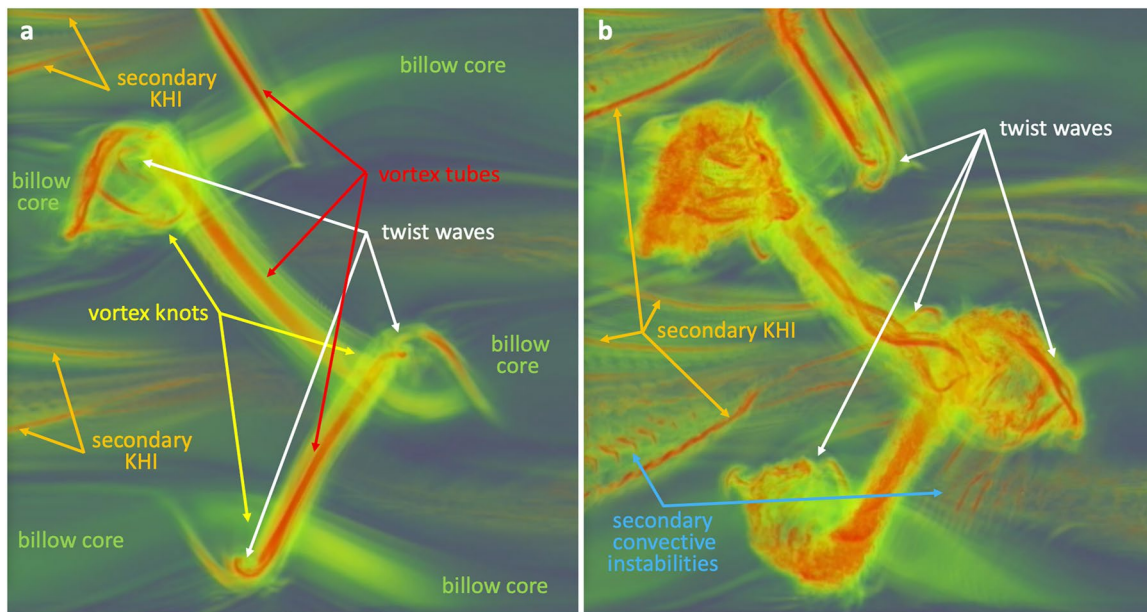 a
secondary
KHI
billow core
billow
core
vortex tubes
twist waves
vortex knots
billow
core
secondary
KHI
billow core
billow core
b
twist waves
secondary KHI
secondary
convective
instabilities